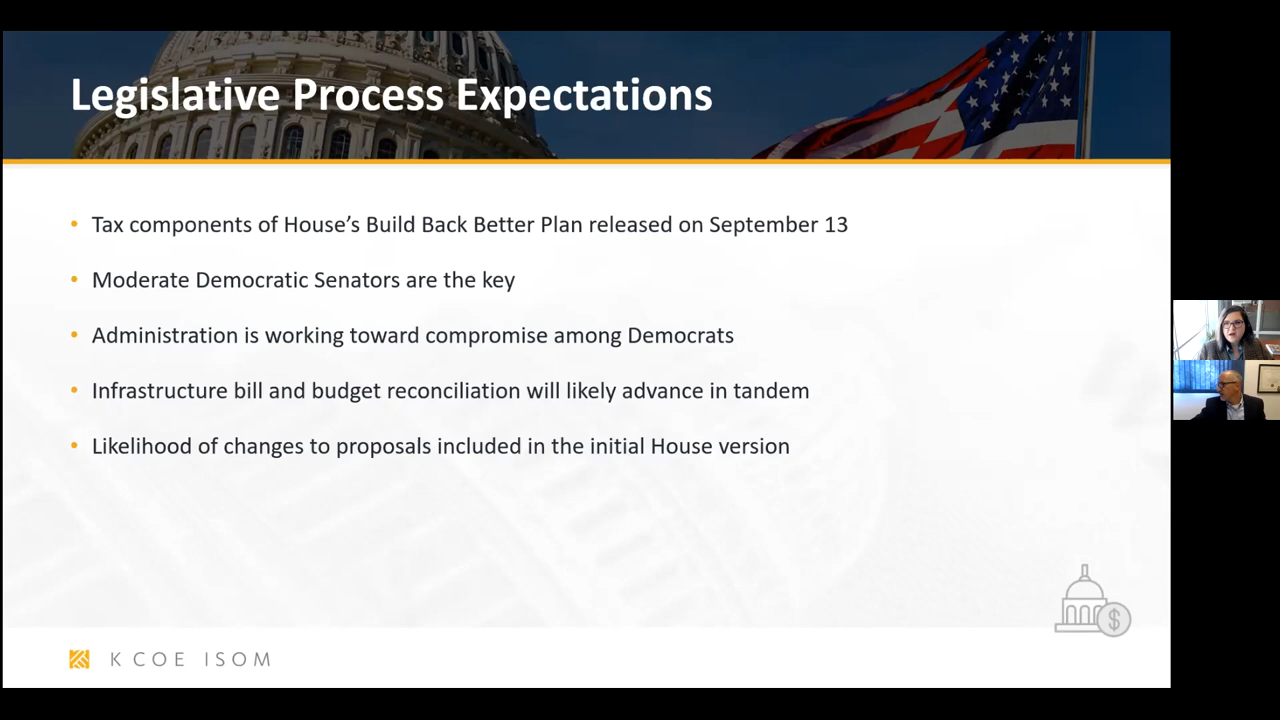 Legislative Process Expectations
• Tax components of House’s Build Back Better Plan released on September 13
• Moderate Democratic Senators are the key
• Administration is working toward compromise among Democrats
• Infrastructure bill and budget reconciliation will likely advance in tandem
• Likelihood of changes to proposals included in the initial House version
$
K COE ISOM